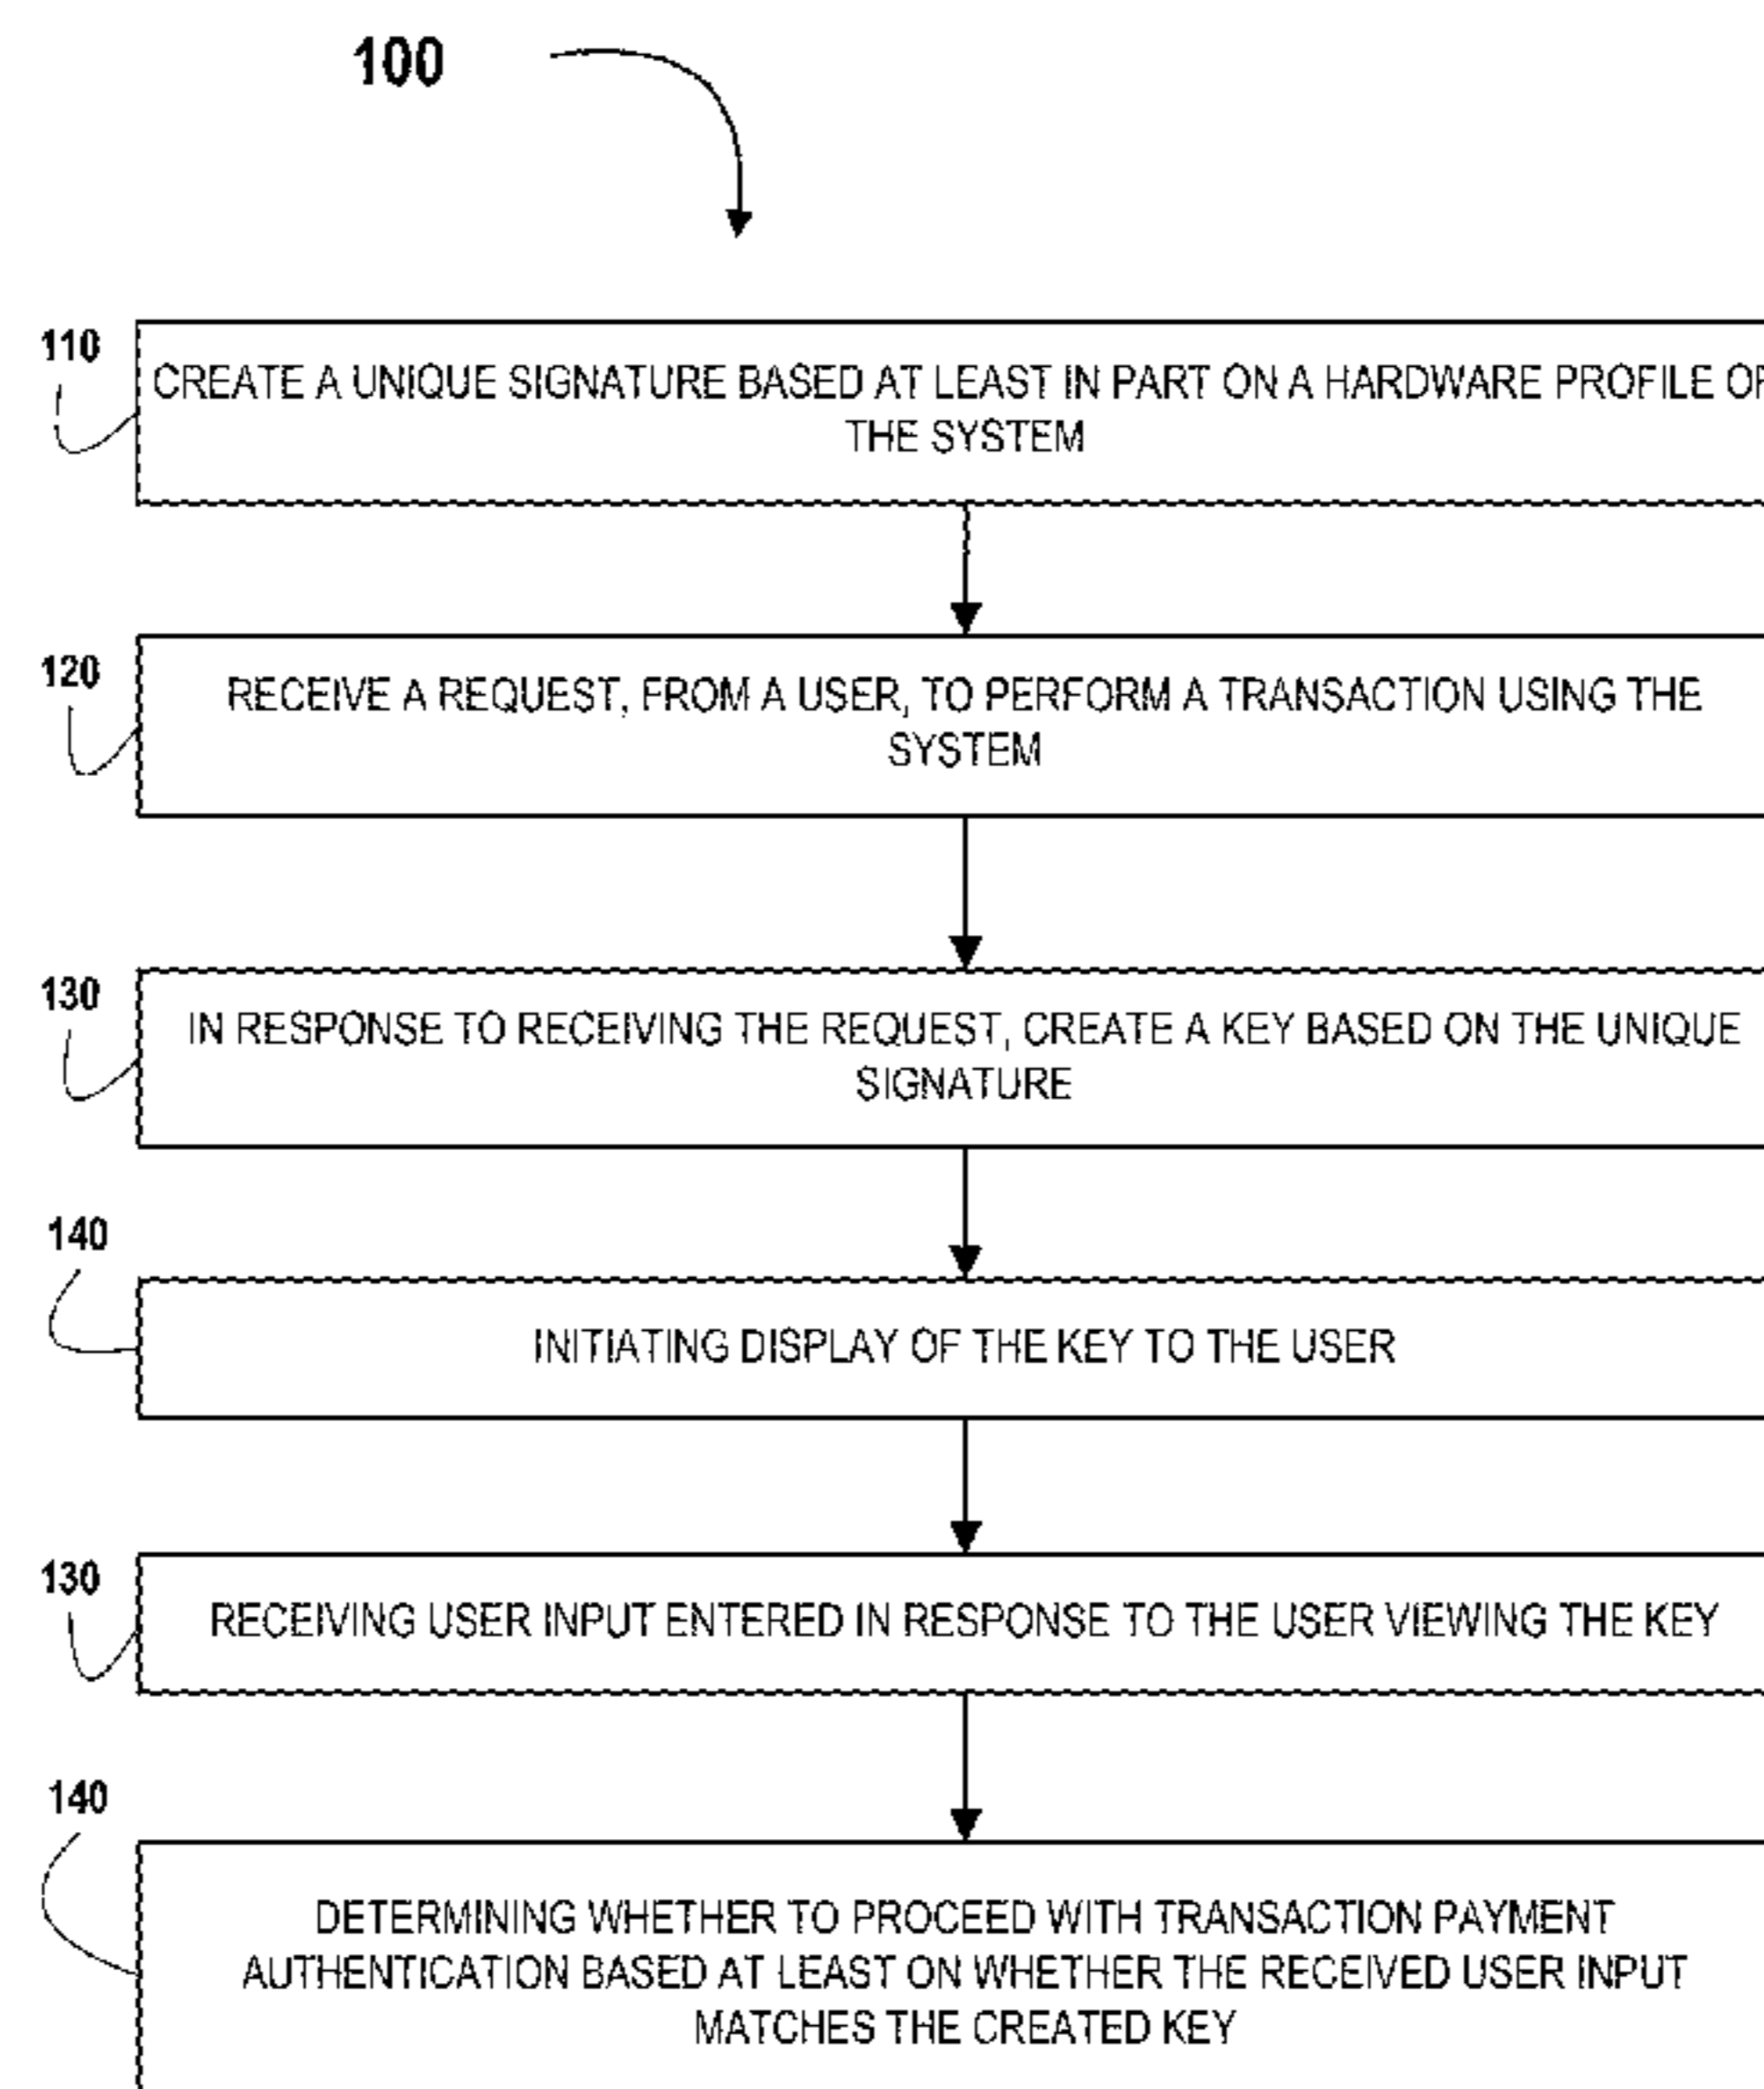 100
110
CREATE A UNIQUE SIGNATURE BASED AT LEAST IN PART ON A HARDWARE PROFILE OF
THE SYSTEM
120
RECEIVE A REQUEST, FROM A USER, TO PERFORM A TRANSACTION USING THE
SYSTEM
130
IN RESPONSE TO RECEIVING THE REQUEST, CREATE A KEY BASED ON THE UNIQUE
SIGNATURE
140
INITIATING DISPLAY OF THE KEY TO THE USER
130
RECEIVING USER INPUT ENTERED IN RESPONSE TO THE USER VIEWING THE KEY
140
DETERMINING WHETHER TO PROCEED WITH TRANSACTION PAYMENT
AUTHENTICATION BASED AT LEAST ON WHETHER THE RECEIVED USER INPUT
MATCHES THE CREATED KEY